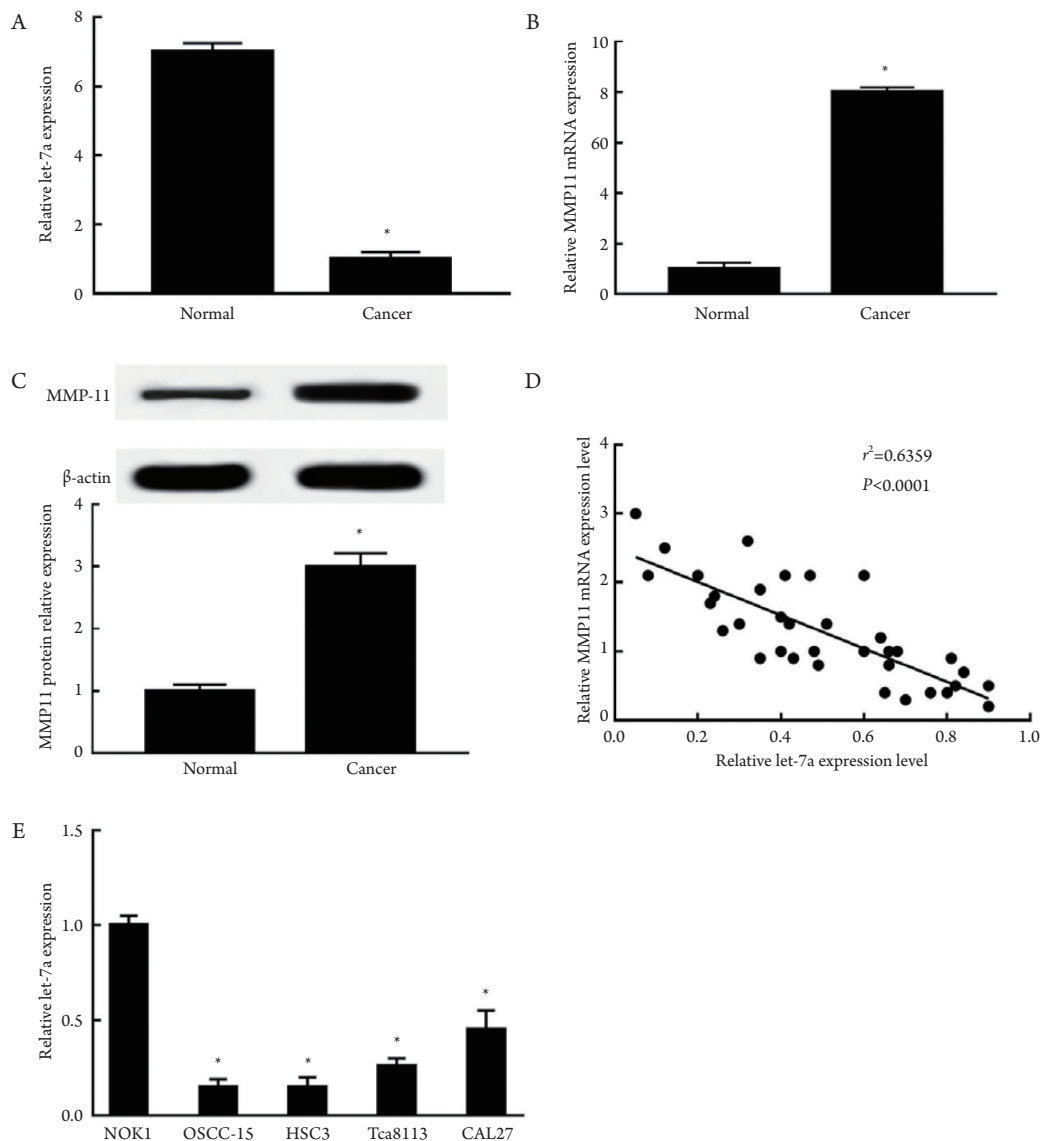 A
Relative let-7a expression
8
6
4
2
0
*
Normal
Cancer
B
Relative MMP11 mRNA expression
10
8
60
4
2
0
*
Normal
Cancer
C
MMP-11
β-actin
MMP11 protein relative expression
4
3
2
1
0
*
Normal
Cancer
D
Relative MMP11 mRNA expression level
4
3
2
1
0
r²=0.6359
P<0.0001
0.0
0.2
0.4
0.6
0.8
1.0
Relative let-7a expression level
E
Relative let-7a expression
1.5
1.0
0.5
0.0
*
*
*
*
NOK1
OSCC-15
HSC3
Tca8113
CAL27